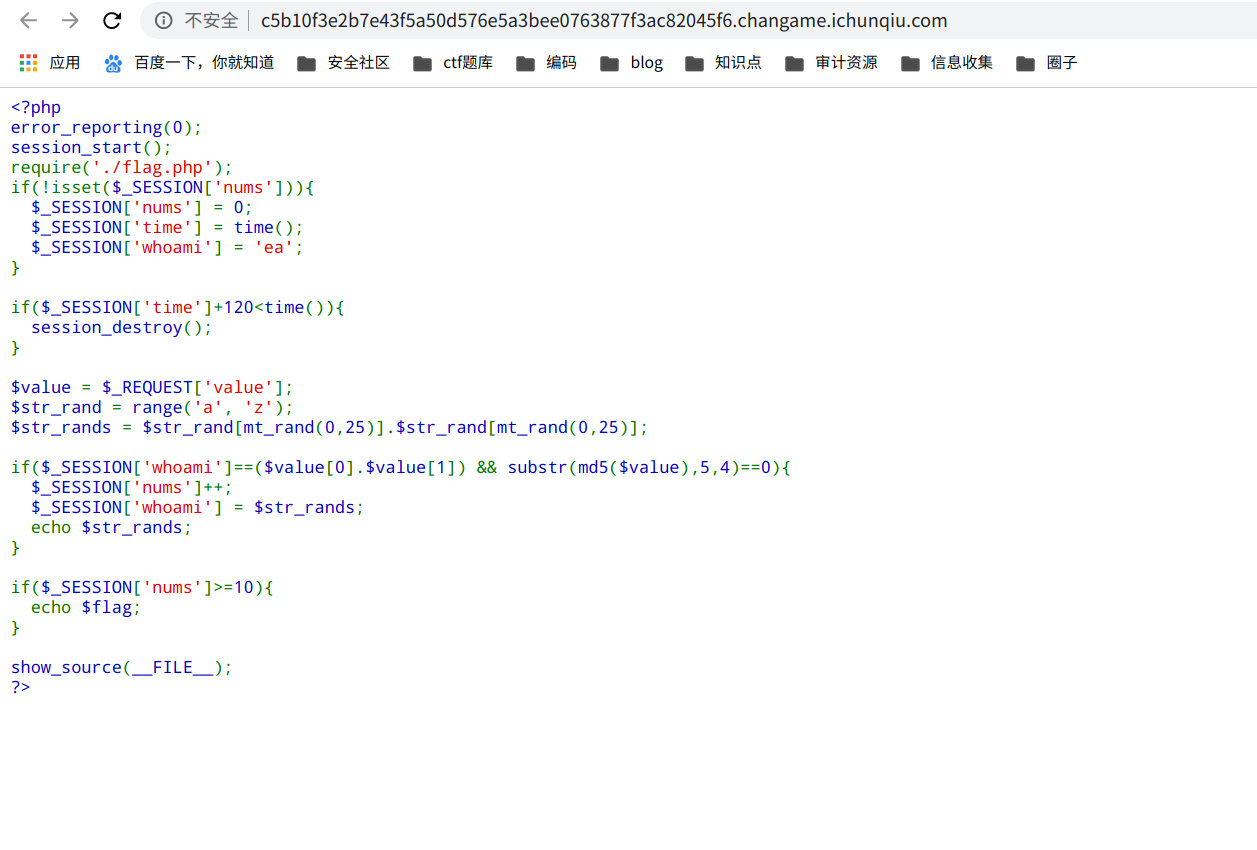 不安全 c5b10f3e2b7e43f5a50d576e5a3bee0763877f3ac82045f6.changame.ichunqiu.com
应用 百度一下，你就知道 安全社区 ctf题库 编码 blog 知识点 审计资源 信息收集 圈子
<?php
error_reporting(0);
session_start();
require('./flag.php');
if(!isset($_SESSION['nums'])){
  $_SESSION['nums'] = 0;
  $_SESSION['time'] = time();
  $_SESSION['whoami'] = 'ea';
}
if($_SESSION['time']+120<time()){
  session_destroy();
}
$value = $_REQUEST['value'];
$str_rand = range('a', 'z');
$str_rands = $str_rand[mt_rand(0,25)].$str_rand[mt_rand(0,25)];
if($_SESSION['whoami']==($value[0].$value[1]) && substr(md5($value),5,4)==0){
  $_SESSION['nums']++;
  $_SESSION['whoami'] = $str_rands;
  echo $str_rands;
}
if($_SESSION['nums']>=10){
  echo $flag;
}
show_source(__FILE__);
?>